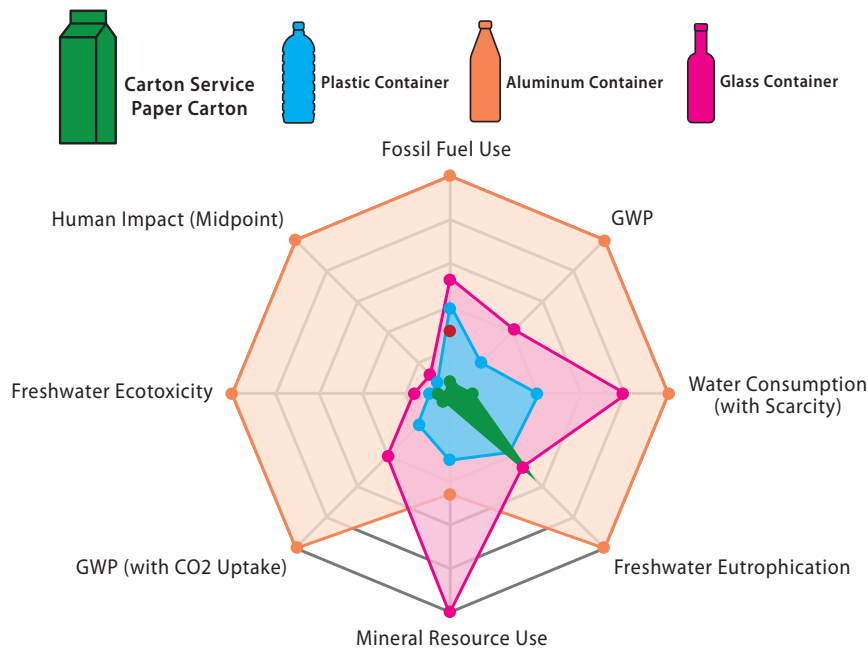 Carton Service
Paper Carton
Plastic Container
Aluminum Container
Glass Container
Fossil Fuel Use
Human Impact (Midpoint)
GWP
Freshwater Ecotoxicity
Water Consumption
(with Scarcity)
GWP (with CO2 Uptake)
Freshwater Eutrophication
Mineral Resource Use